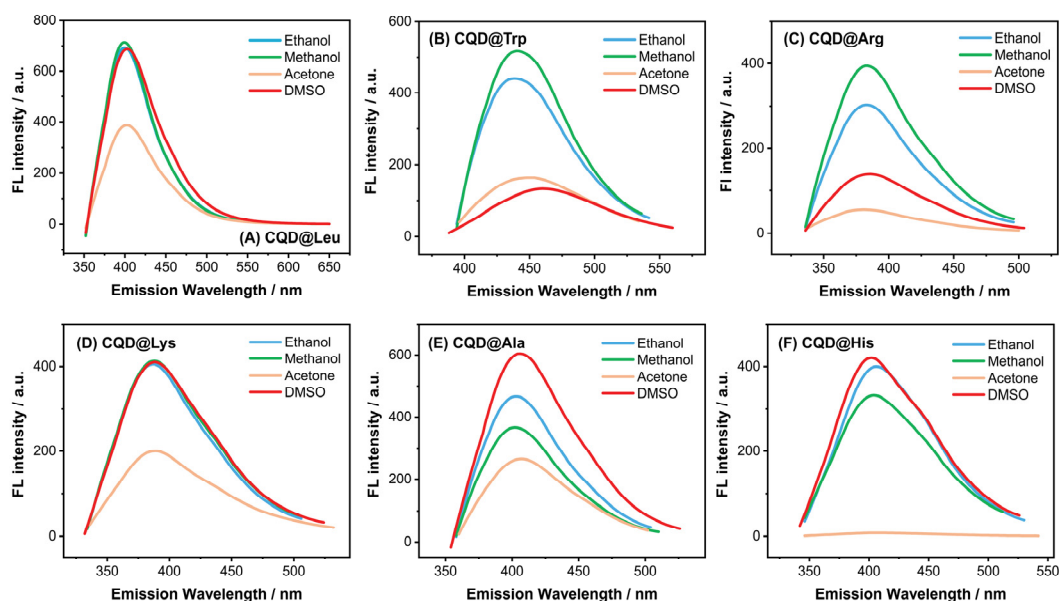 (A) CQD@Leu
Ethanol
Methanol
Acetone
DMSO
FL intensity / a.u.
800
700
600
500
400
300
200
100
0
350 400 450 500 550 600 650
Emission Wavelength / nm
(B) CQD@Trp
Ethanol
Methanol
Acetone
DMSO
FL intensity / a.u.
600
400
200
0
400 450 500 550
Emission Wavelength / nm
(C) CQD@Arg
Ethanol
Methanol
Acetone
DMSO
Fl intensity / a.u.
400
200
0
350 400 450 500
Emission Wavelength / nm
(D) CQD@Lys
Ethanol
Methanol
Acetone
DMSO
FL intensity / a.u.
400
200
0
350 400 450 500
Emission Wavelength / nm
(E) CQD@Ala
Ethanol
Methanol
Acetone
DMSO
FL intensity / a.u.
600
400
200
0
350 400 450 500
Emission Wavelength / nm
(F) CQD@His
Ethanol
Methanol
Acetone
DMSO
FL intensity / a.u.
400
200
0
350 400 450 500 550
Emission Wavelength / nm